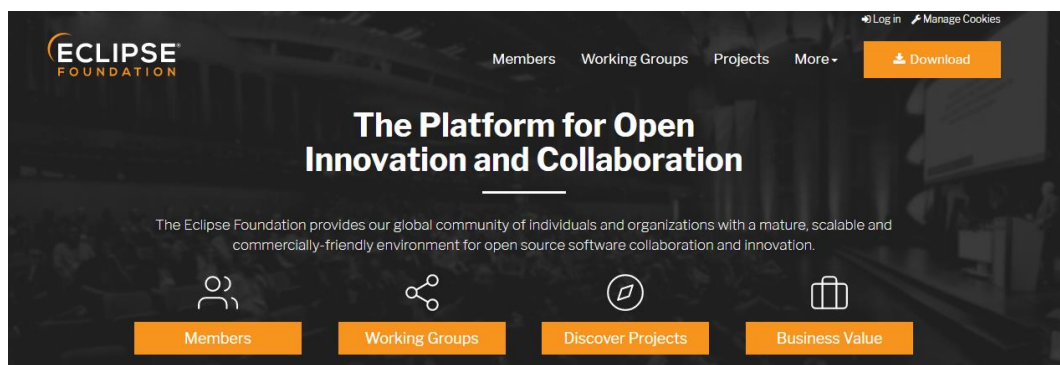 Log in Manage Cookies
ECLIPSE
FOUNDATION
Members Working Groups Projects More Download
The Platform for Open
Innovation and Collaboration
The Eclipse Foundation provides our global community of individuals and organizations with a mature, scalable and
commercially-friendly environment for open source software collaboration and innovation.
Members Working Groups Discover Projects Business Value